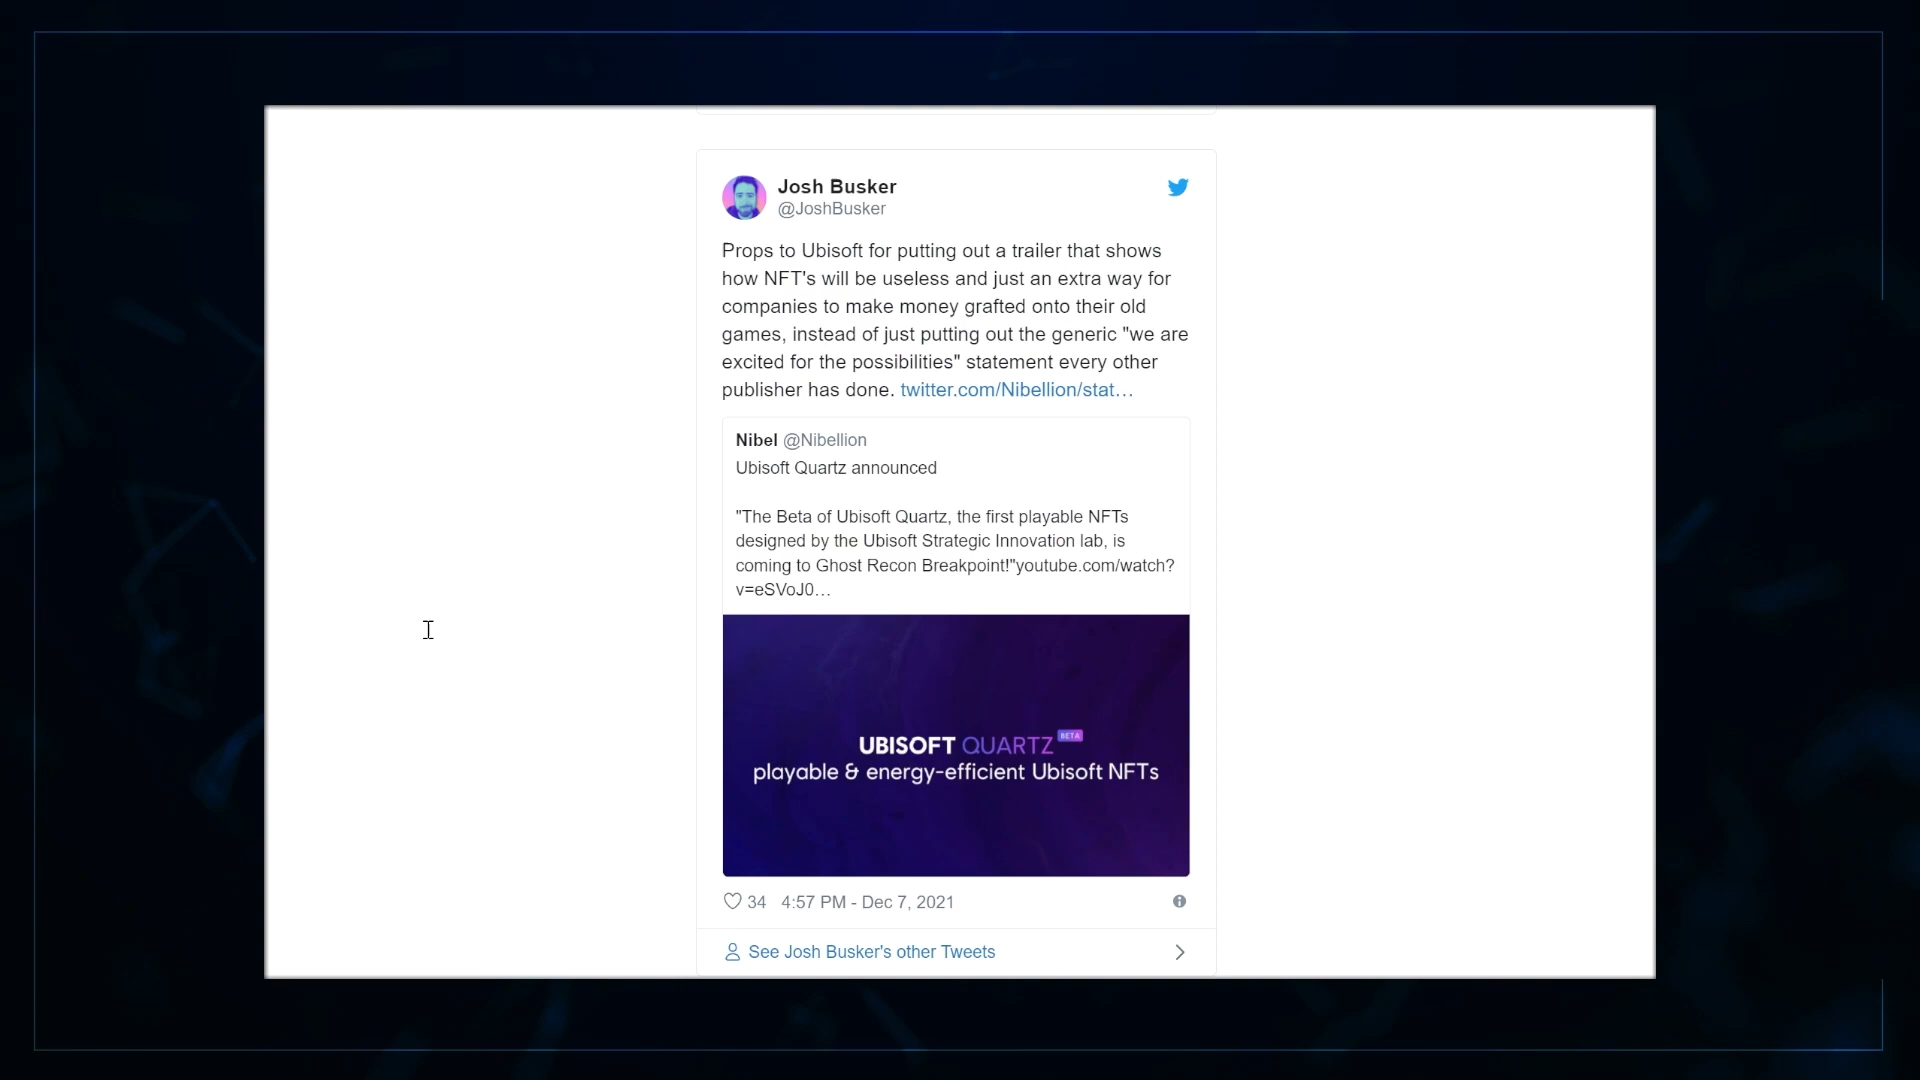 Josh Busker
@JoshBusker
Props to Ubisoft for putting out a trailer that shows
how NFT's will be useless and just an extra way for
companies to make money grafted onto their old
games, instead of just putting out the generic "we are
excited for the possibilities" statement every other
publisher has done. twitter.com/Nibellion/stat…
Nibel @Nibellion
Ubisoft Quartz announced
"The Beta of Ubisoft Quartz, the first playable NFTs
designed by the Ubisoft Strategic Innovation lab, is
coming to Ghost Recon Breakpoint!"youtube.com/watch?
v=eSVoJ0…
UBISOFT QUARTZ BETA
playable & energy-efficient Ubisoft NFTs
34 4:57 PM - Dec 7, 2021
See Josh Busker's other Tweets